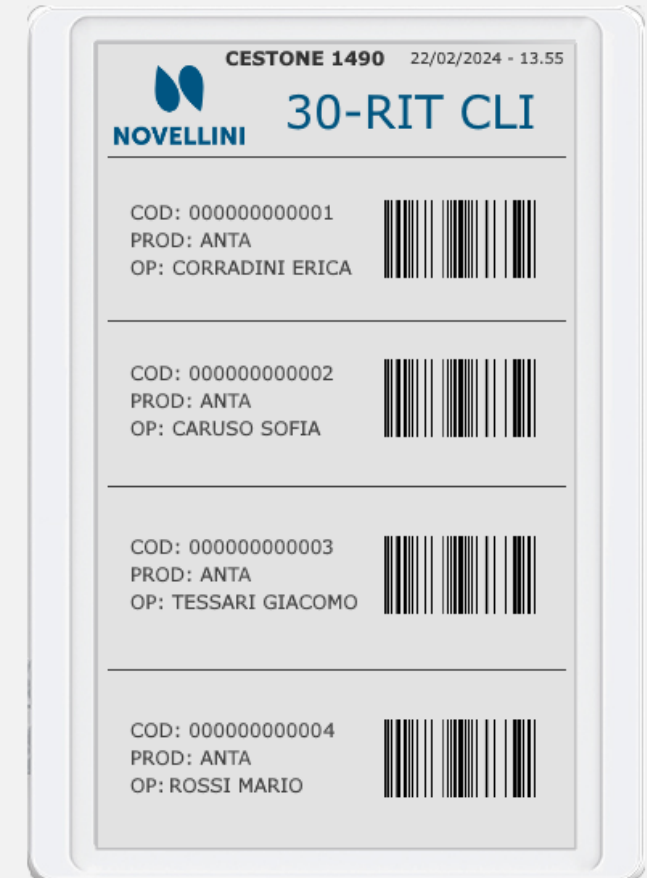 CESTONE 1490 22/02/2024 - 13.55
NOVELLINI 30-RIT CLI
COD: 000000000001
PROD: ANTA
OP: CORRADINI ERICA
COD: 000000000002
PROD: ANTA
OP: CARUSO SOFIA
COD: 000000000003
PROD: ANTA
OP: TESSARI GIACOMO
COD: 000000000004
PROD: ANTA
OP: ROSSI MARIO